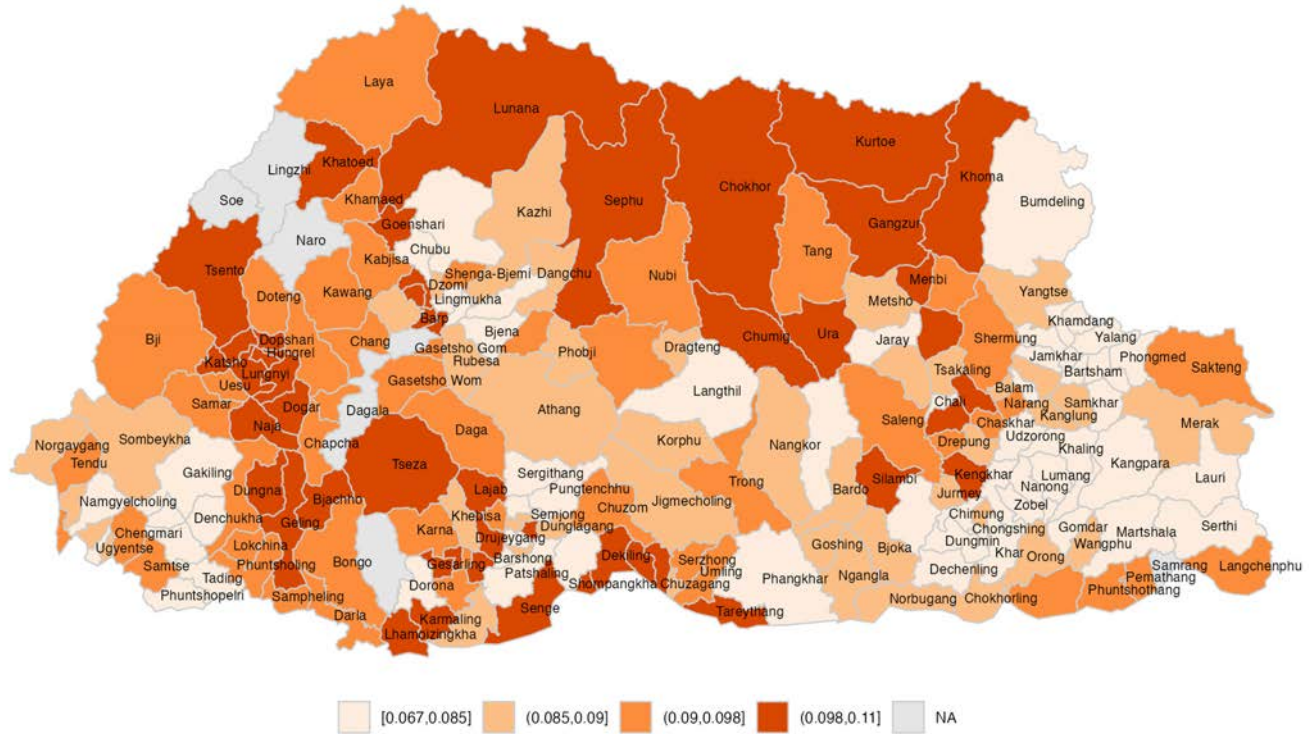 Laya
Lunana
Kurtoe
Lingzhi
Khatoed
Khoma
Chokhor
Soe
Khamaed
Sephu
Bumdeling
Kazhi
Goenshari
Gangzur
Naro
Chubu
Tang
Kabjisa
Tsento
Shenga-Bjemi
Dangchu
Nubi
Menbi
Dzomi
Yangtse
Doteng
Kawang
Lingmukha
Metsho
Barp
Khamdang
Bjena
Chumig
Ura
Bji
Dopshari
Chang
Jaray
Shermung
Yalang
Hungrel
Gasetsho Gom
Dragteng
Phobji
Jamkhar
Phongmed
Katsho
Rubesa
Sakteng
Lungnyi
Tsakaling
Bartsham
Uesu
Gasetsho Wom
Langthil
Balam
Samar
Dogar
Dagala
Athang
Chali
Narang
Samkhar
Naja
Saleng
Chaskhar
Kanglung
Merak
Daga
Sombeykha
Chapcha
Korphu
Nangkor
Drepung
Udzorong
Norgaygang
Khaling
Tendu
Tseza
Kangpara
Gakiling
Sergithang
Lumang
Lauri
Dungna
Lajab
Pungtenchhu
Trong
Bardo
Silambi
Kengkhar
Nanong
Namgyelcholing
Bjachho
Jigmecholing
Jurmey
Zobel
Chuzom
Denchukha
Geling
Khebisa
Semjong
Chimung
Serthi
Chengmari
Karna
Dunglagang
Chongshing
Gomdar
Martshala
Drujeygang
Goshing
Bjoka
Dungmin
Wangphu
Ugyentse
Lokchina
Khar
Orong
Samtse
Phuntsholing
Bongo
Gesarling
Barshong
Dekiling
Serzhong
Dechenling
Samrang
Tading
Patshaling
Umling
Phangkhar
Ngangla
Pemathang
Langchenphu
Dorona
Shompangkha
Chuzagang
Phuntshopelri
Sampheling
Norbugang
Chokhorling
Phuntshothang
Darla
Karmaling
Senge
Tareythang
Lhamoizingkha
[0.067,0.085] (0.085,0.09] (0.09,0.098] (0.098,0.11] NA